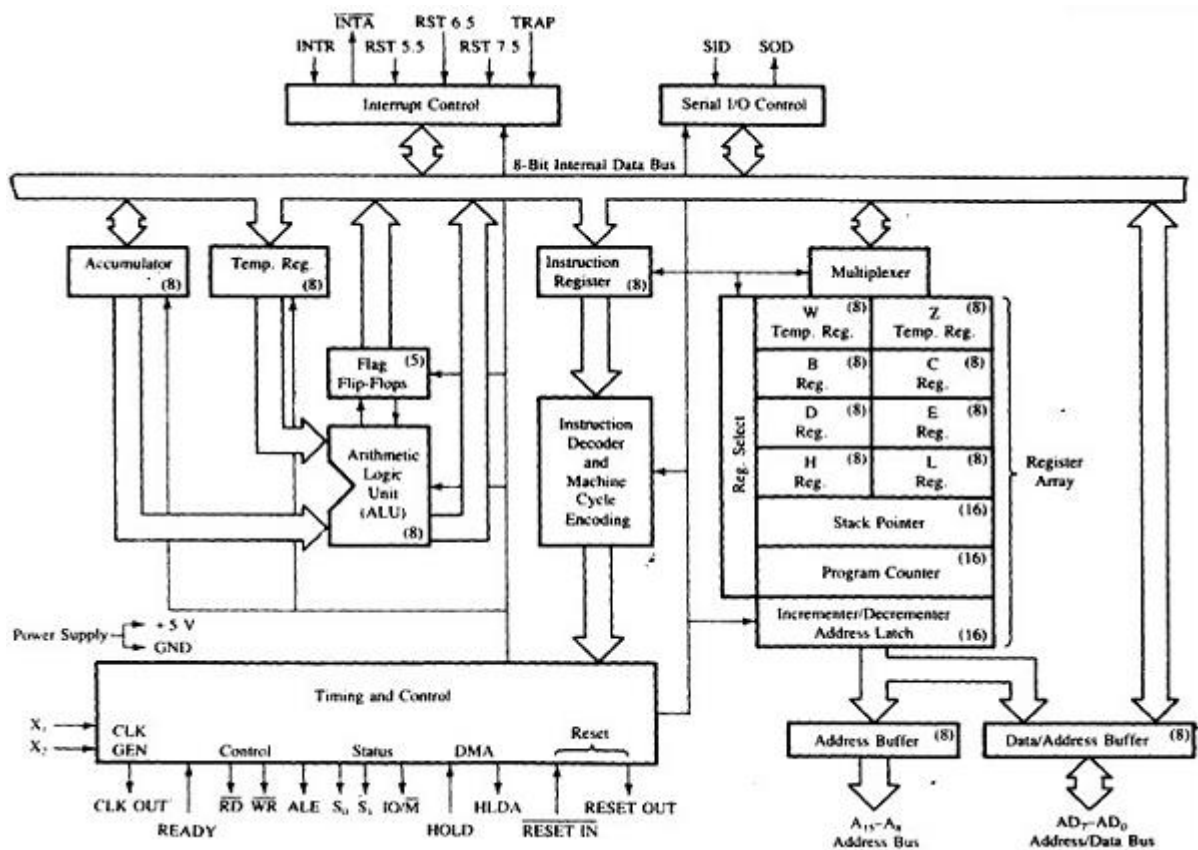 INTA RST 6.5 TRAP
INTR RST 5.5 RST 7.5
SID SOD
Interrupt Control
Serial I/O Control
8-Bit Internal Data Bus
Accumulator
(8)
Temp. Reg.
(8)
Instruction
Register
(8)
Multiplexer
W (8)
Temp. Reg.
Z (8)
Temp. Reg.
Flag (5)
Flip-Flops
B (8)
Reg.
C (8)
Reg.
D (8)
Reg.
E (8)
Reg.
H (8)
Reg.
L (8)
Reg.
Reg. Select
Register
Array
Arithmetic
Logic
Unit
(ALU)
(8)
Instruction
Decoder
and
Machine
Cycle
Encoding
Stack Pointer (16)
Program Counter (16)
Incrementer/Decrementer
Address Latch (16)
Power Supply
+5 V
GND
Timing and Control
X₁
X₂
CLK
GEN
Control
Status
DMA
Reset
Address Buffer (8)
Data/Address Buffer (8)
CLK OUT
READY
RD WR ALE S₀ S₁ IO/M
HOLD
HLDA
RESET IN
RESET OUT
A₁₅–A₈
Address Bus
AD₇–AD₀
Address/Data Bus